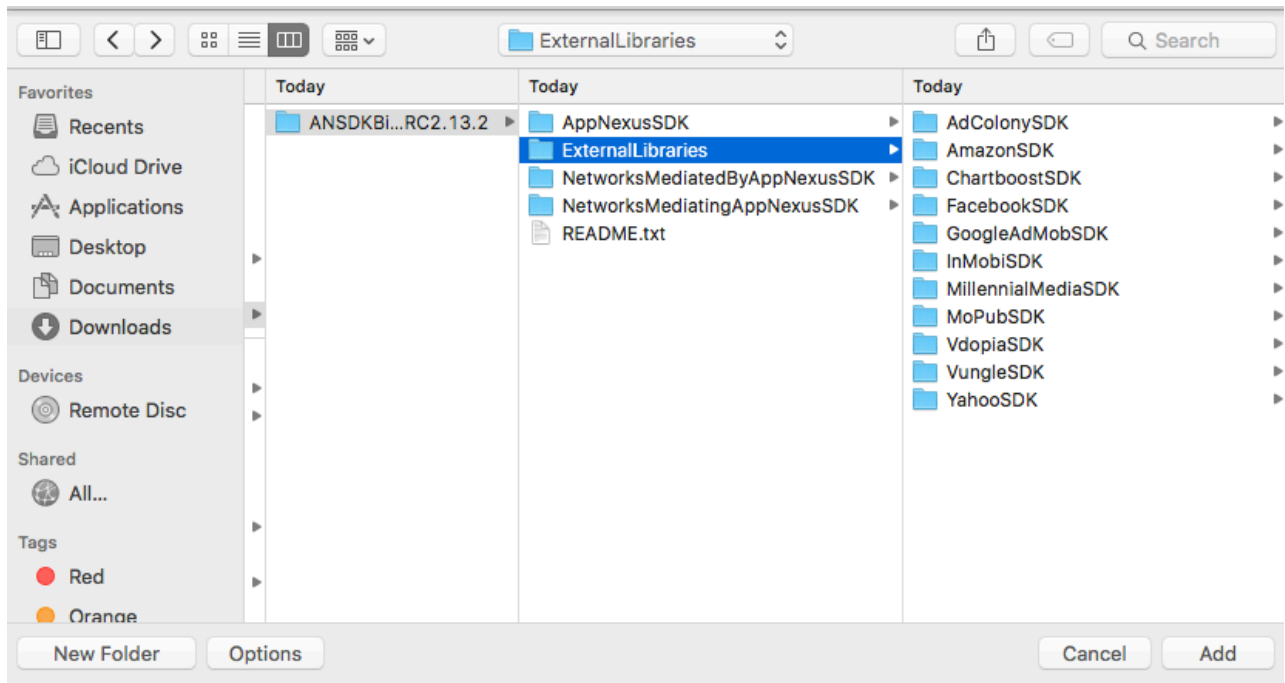 ExternalLibraries
Search
Favorites
Recents
iCloud Drive
Applications
Desktop
Documents
Downloads
Devices
Remote Disc
Shared
All...
Tags
Red
Orange
Today
ANSDKBi...RC2.13.2
Today
AppNexusSDK
ExternalLibraries
NetworksMediatedByAppNexusSDK
NetworksMediatingAppNexusSDK
README.txt
Today
AdColonySDK
AmazonSDK
ChartboostSDK
FacebookSDK
GoogleAdMobSDK
InMobiSDK
MillennialMediaSDK
MoPubSDK
VdopiaSDK
VungleSDK
YahooSDK
New Folder
Options
Cancel
Add